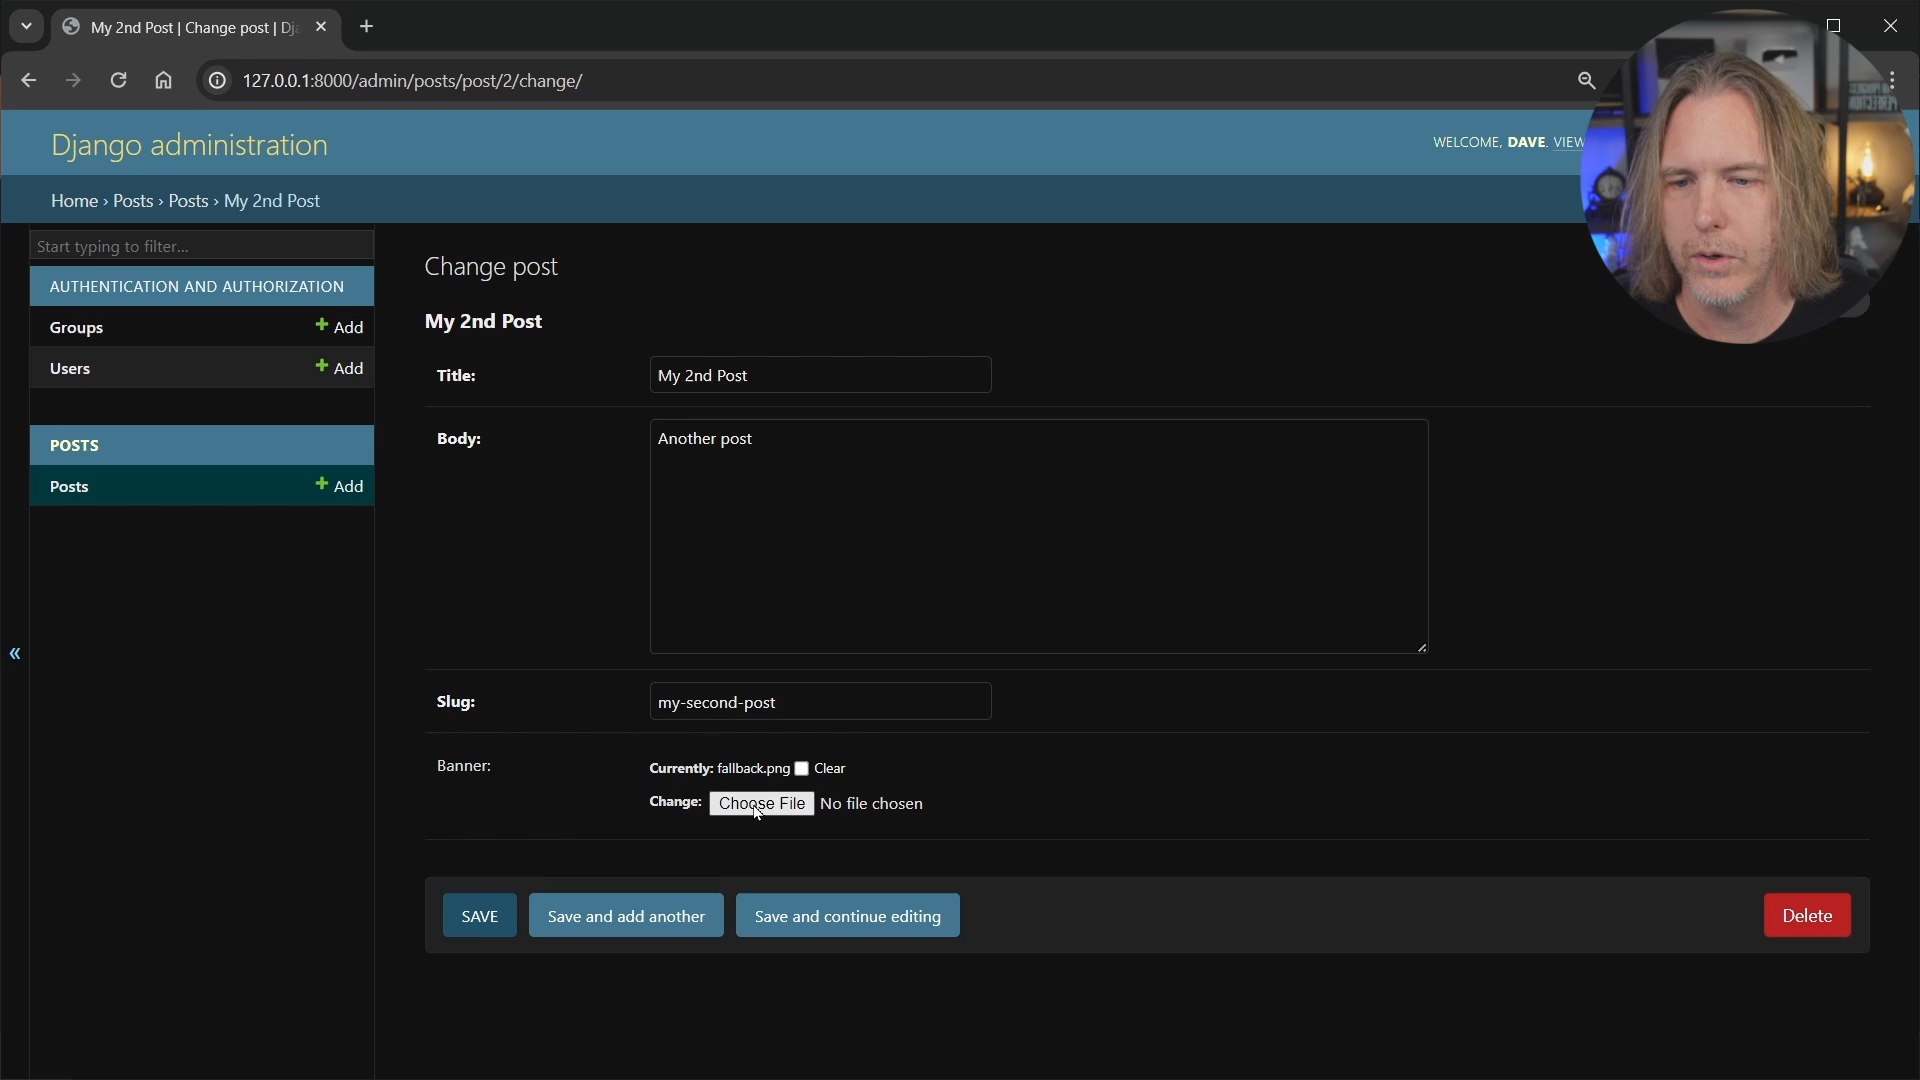 My 2nd Post | Change post | Dj
127.0.0.1:8000/admin/posts/post/2/change/
Django administration
WELCOME, DAVE. VIEW
Home › Posts › Posts › My 2nd Post
Start typing to filter...
AUTHENTICATION AND AUTHORIZATION
Groups
+ Add
Users
+ Add
POSTS
Posts
+ Add
«
Change post
My 2nd Post
Title:
My 2nd Post
Body:
Another post
Slug:
my-second-post
Banner:
Currently: fallback.png Clear
Change: Choose File No file chosen
SAVE
Save and add another
Save and continue editing
Delete